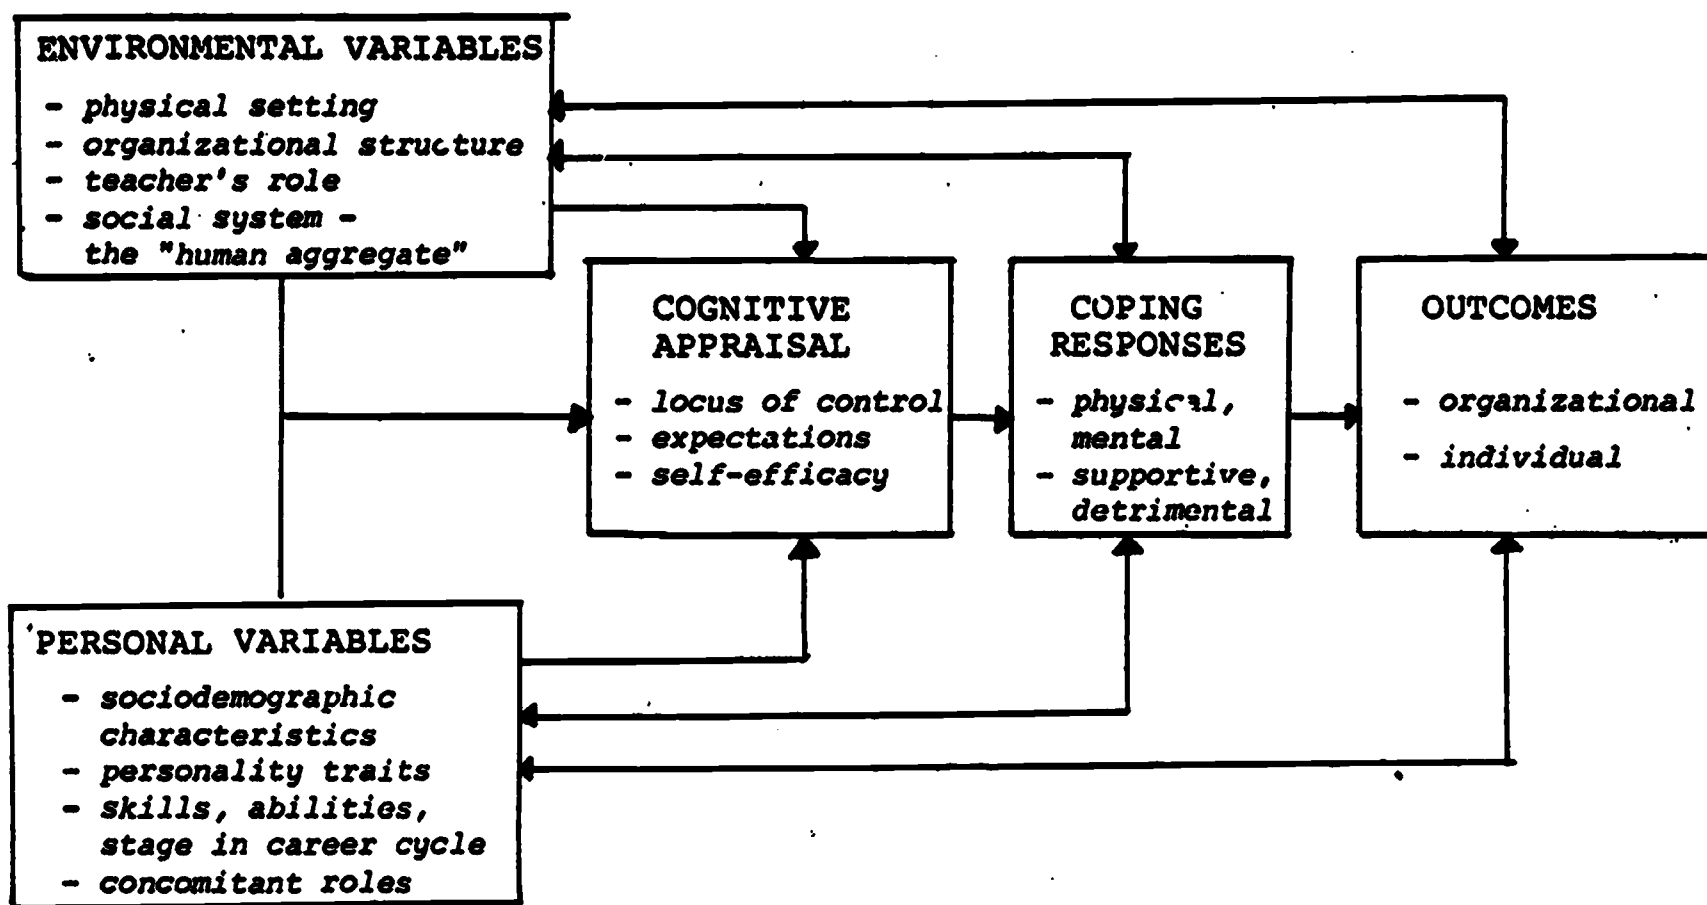 ENVIRONMENTAL VARIABLES
- physical setting
- organizational structure
- teacher's role
- social system -
the "human aggregate"
COGNITIVE
APPRAISAL
- locus of control
- expectations
- self-efficacy
COPING
RESPONSES
- physical,
mental
- supportive,
detrimental
OUTCOMES
- organizational
- individual
PERSONAL VARIABLES
- sociodemographic
characteristics
- personality traits
- skills, abilities,
stage in career cycle
- concomitant roles